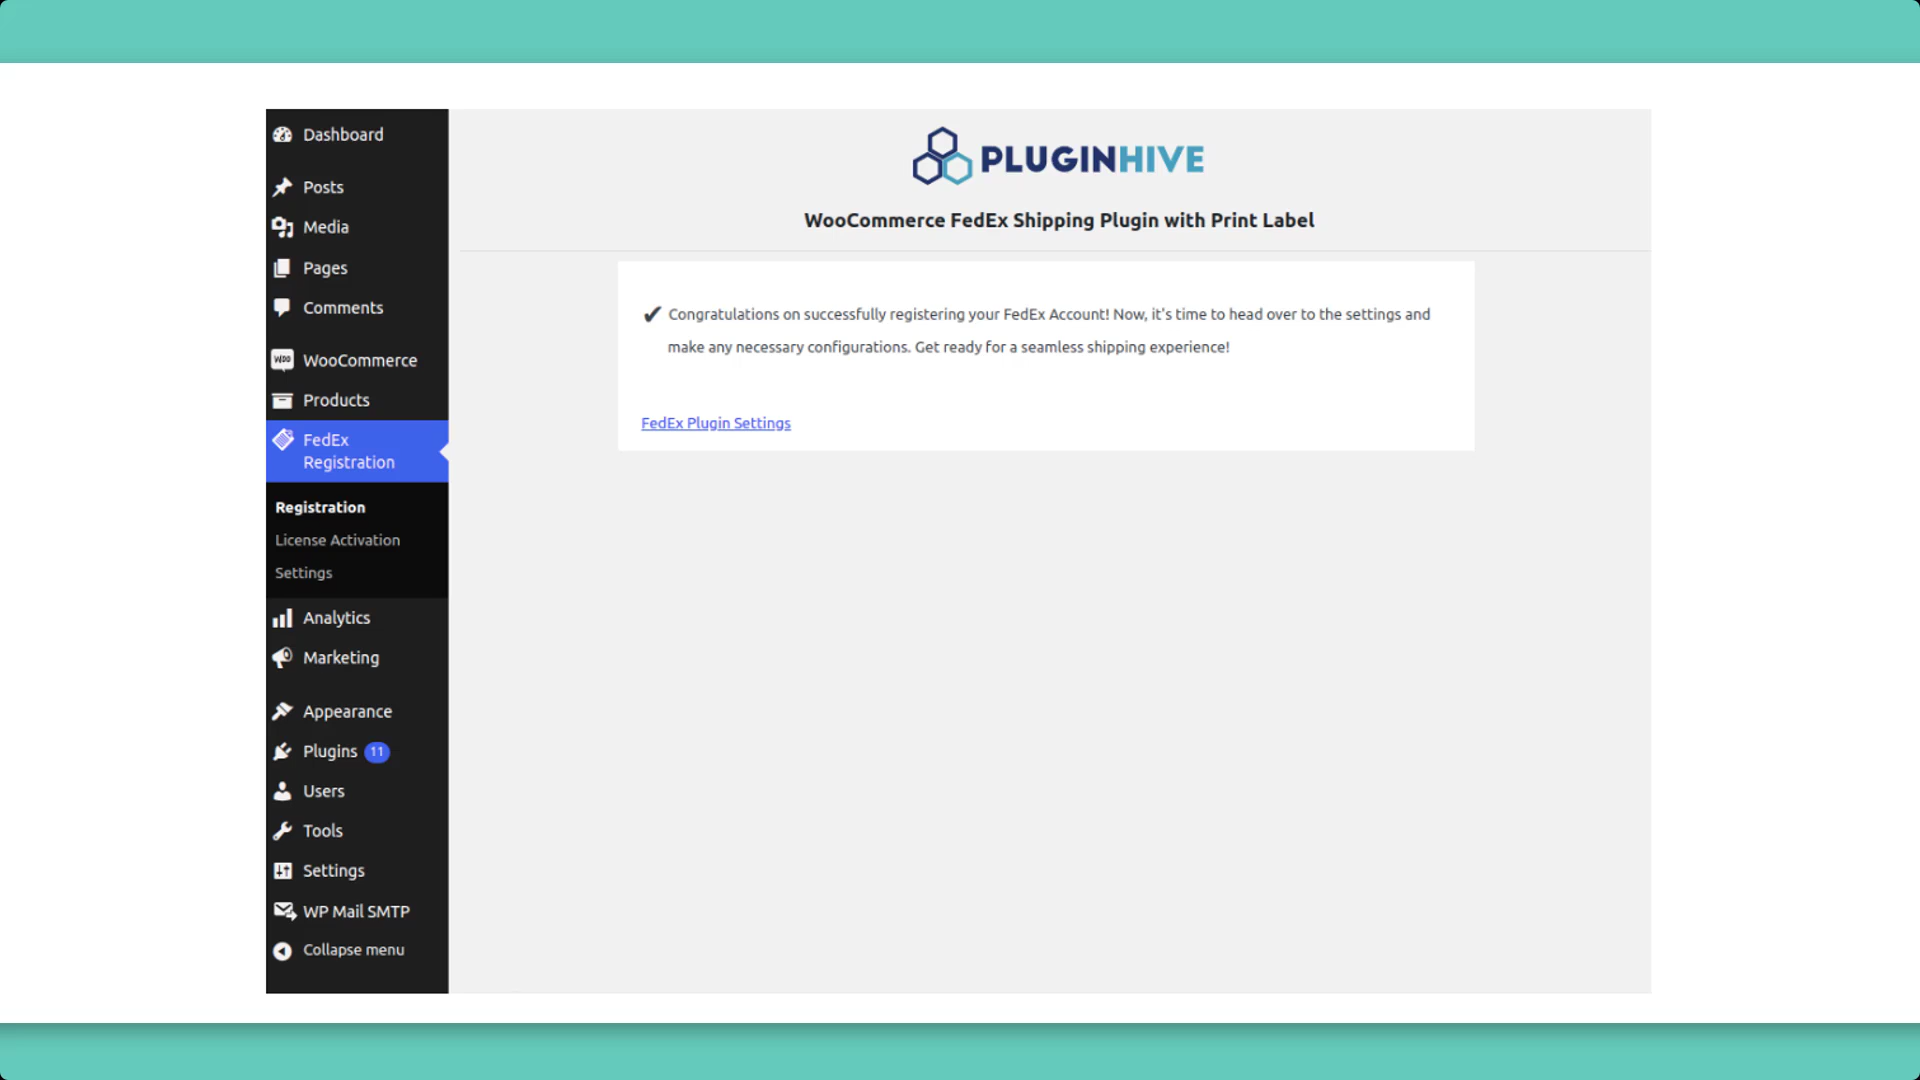 Dashboard
Posts
Media
Pages
Comments
WOO WooCommerce
Products
FedEx
Registration
Registration
License Activation
Settings
Analytics
Marketing
Appearance
Plugins 11
Users
Tools
Settings
WP Mail SMTP
Collapse menu
PLUGINHIVE
WooCommerce FedEx Shipping Plugin with Print Label
✔ Congratulations on successfully registering your FedEx Account! Now, it's time to head over to the settings and
make any necessary configurations. Get ready for a seamless shipping experience!
FedEx Plugin Settings